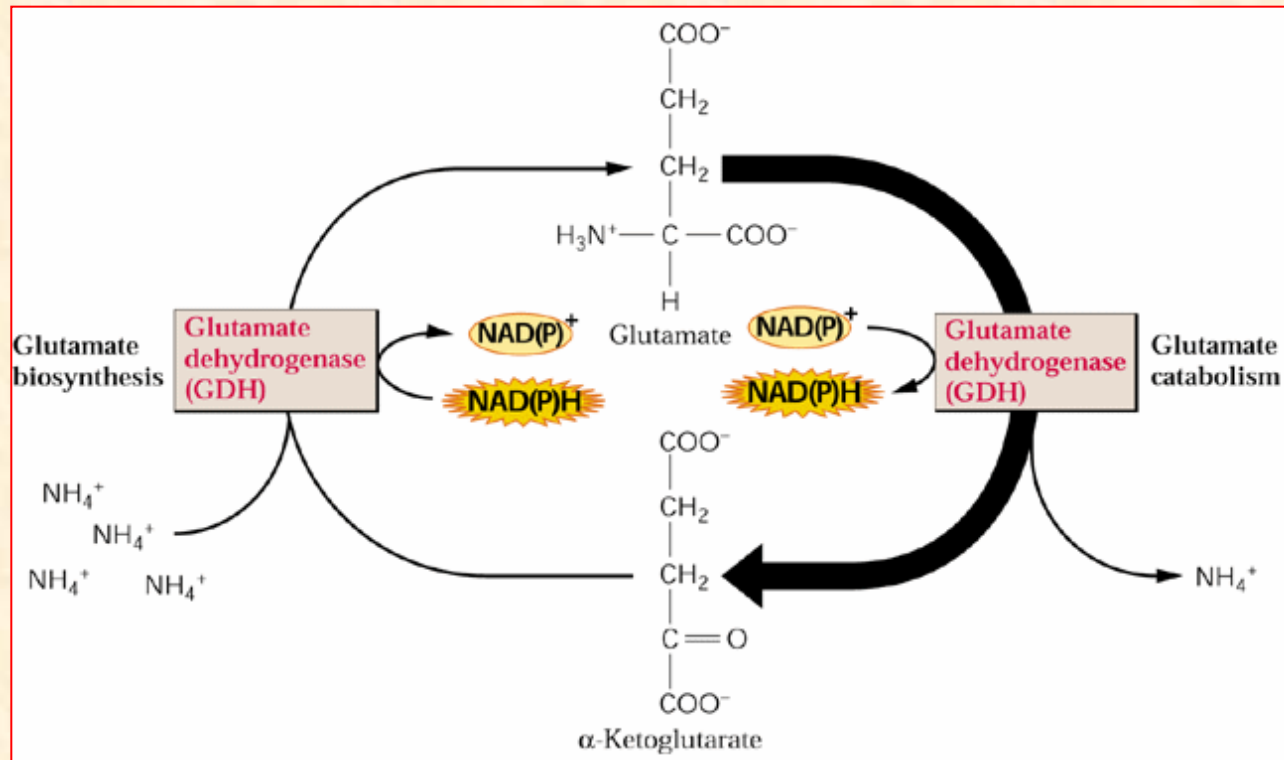 COO⁻
CH₂
CH₂
H₃N⁺—C—COO⁻
H
Glutamate
Glutamate
biosynthesis
Glutamate
dehydrogenase
(GDH)
NAD(P)⁺
NAD(P)H
NAD(P)⁺
NAD(P)H
Glutamate
dehydrogenase
(GDH)
Glutamate
catabolism
NH₄⁺
NH₄⁺
NH₄⁺
NH₄⁺
COO⁻
CH₂
CH₂
C=O
COO⁻
α-Ketoglutarate
NH₄⁺